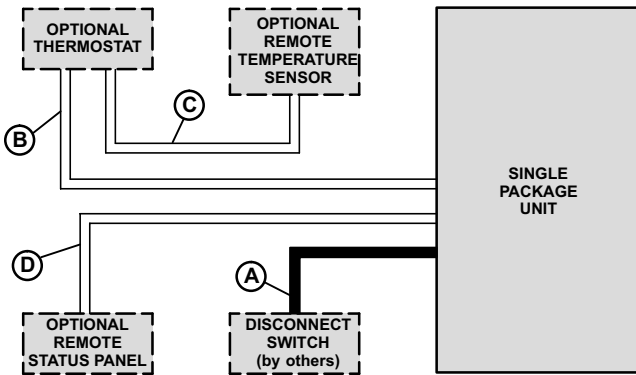 OPTIONAL
THERMOSTAT
OPTIONAL
REMOTE
TEMPERATURE
SENSOR
C
B
SINGLE
PACKAGE
UNIT
D
A
OPTIONAL
REMOTE
STATUS PANEL
DISCONNECT
SWITCH
(by others)